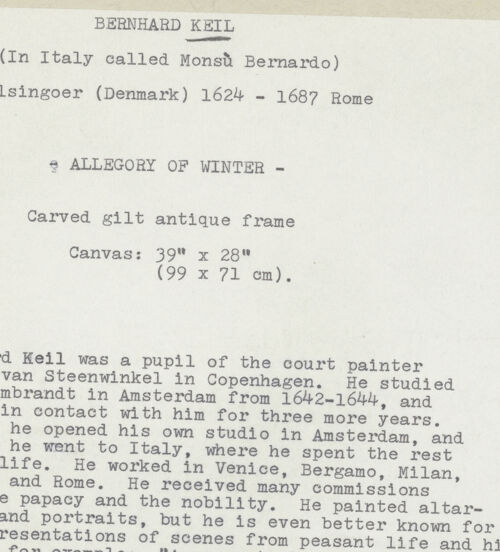 BERNHARD KEIL
(In Italy called Monsù Bernardo)
lsingoer (Denmark) 1624 - 1687 Rome
ALLEGORY OF WINTER -
Carved gilt antique frame
Canvas: 39" x 28"
(99 x 71 cm).
rd Keil was a pupil of the court painter
van Steenwinkel in Copenhagen. He studied
mbrandt in Amsterdam from 1642-1644, and
in contact with him for three more years.
he opened his own studio in Amsterdam, and
he went to Italy, where he spent the rest
life. He worked in Venice, Bergamo, Milan,
and Rome. He received many commissions
e papacy and the nobility. He painted altar-
and portraits, but he is even better known for
resentations of scenes from peasant life and hi
for example